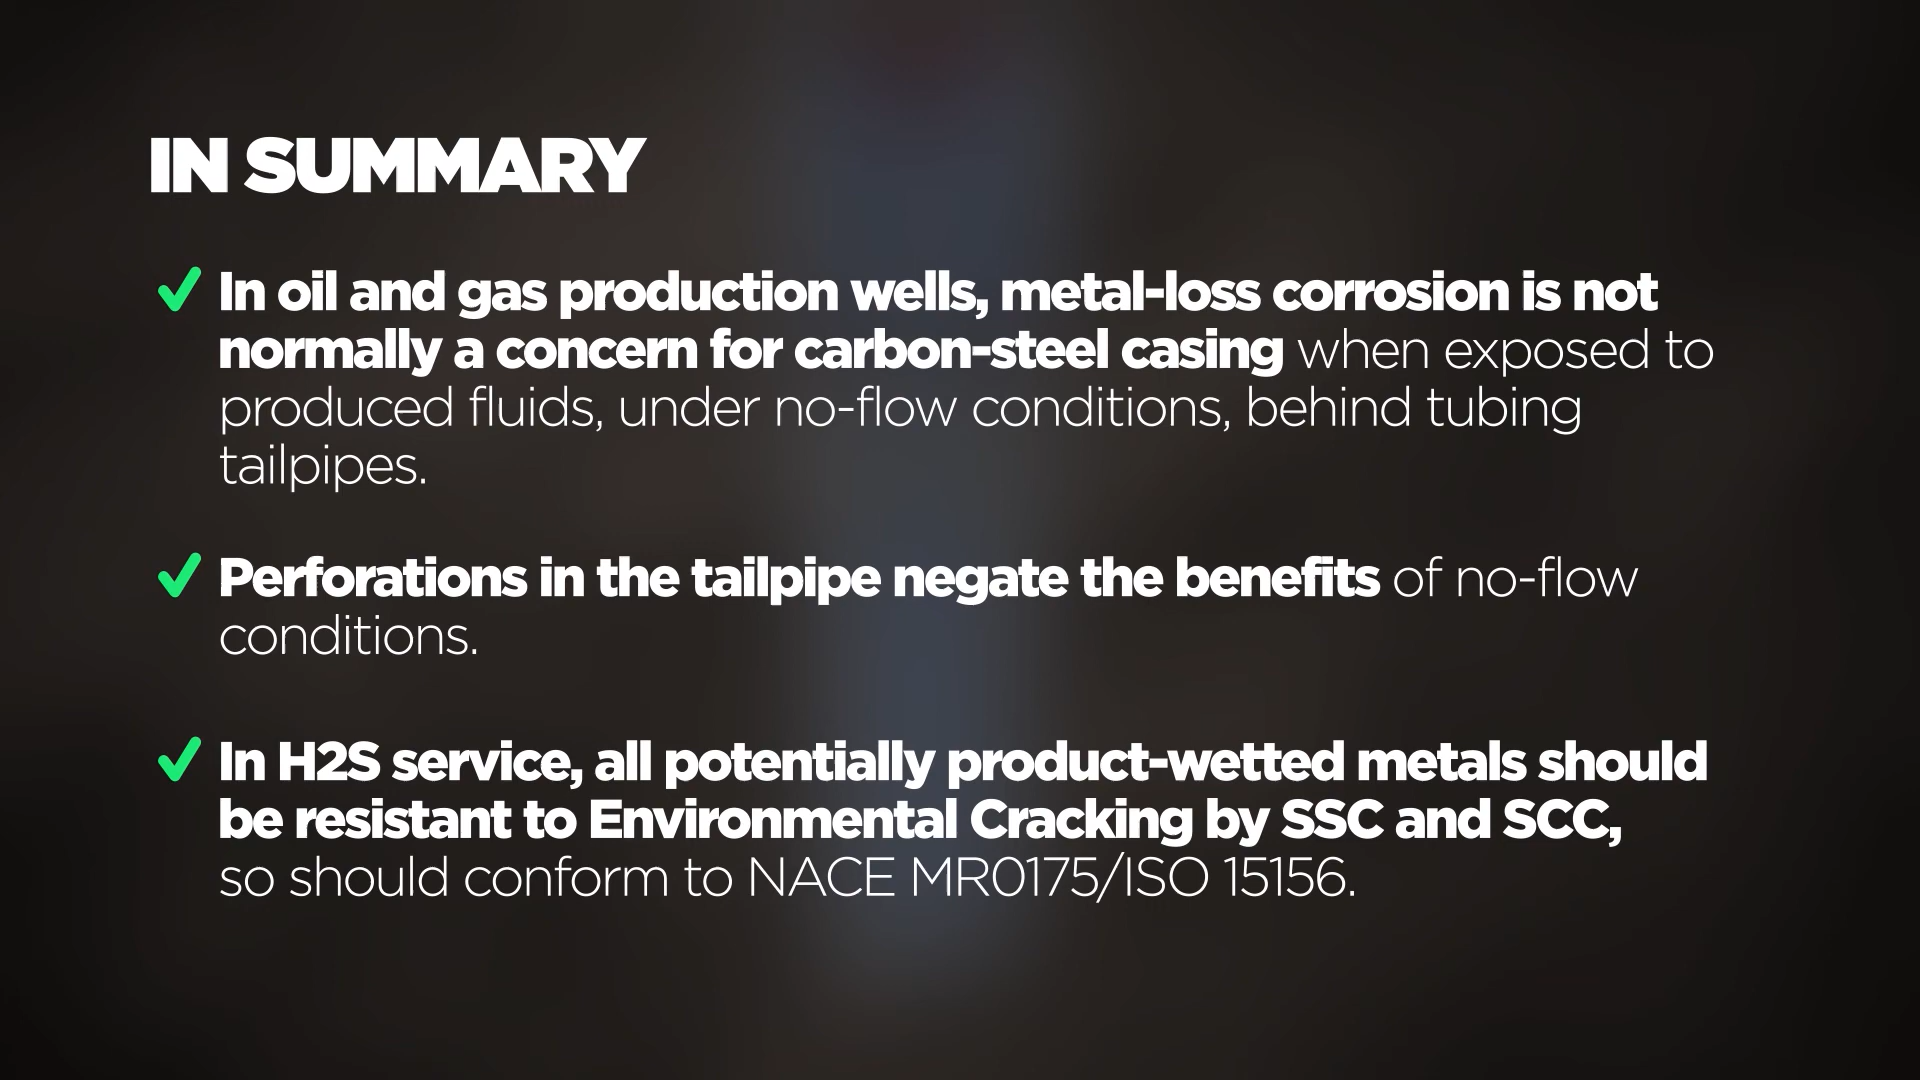 IN SUMMARY
In oil and gas production wells, metal-loss corrosion is not
normally a concern for carbon-steel casing when exposed to
produced fluids, under no-flow conditions, behind tubing
tailpipes.
Perforations in the tailpipe negate the benefits of no-flow
conditions.
In H2S service, all potentially product-wetted metals should
be resistant to Environmental Cracking by SSC and SCC,
so should conform to NACE MR0175/ISO 15156.